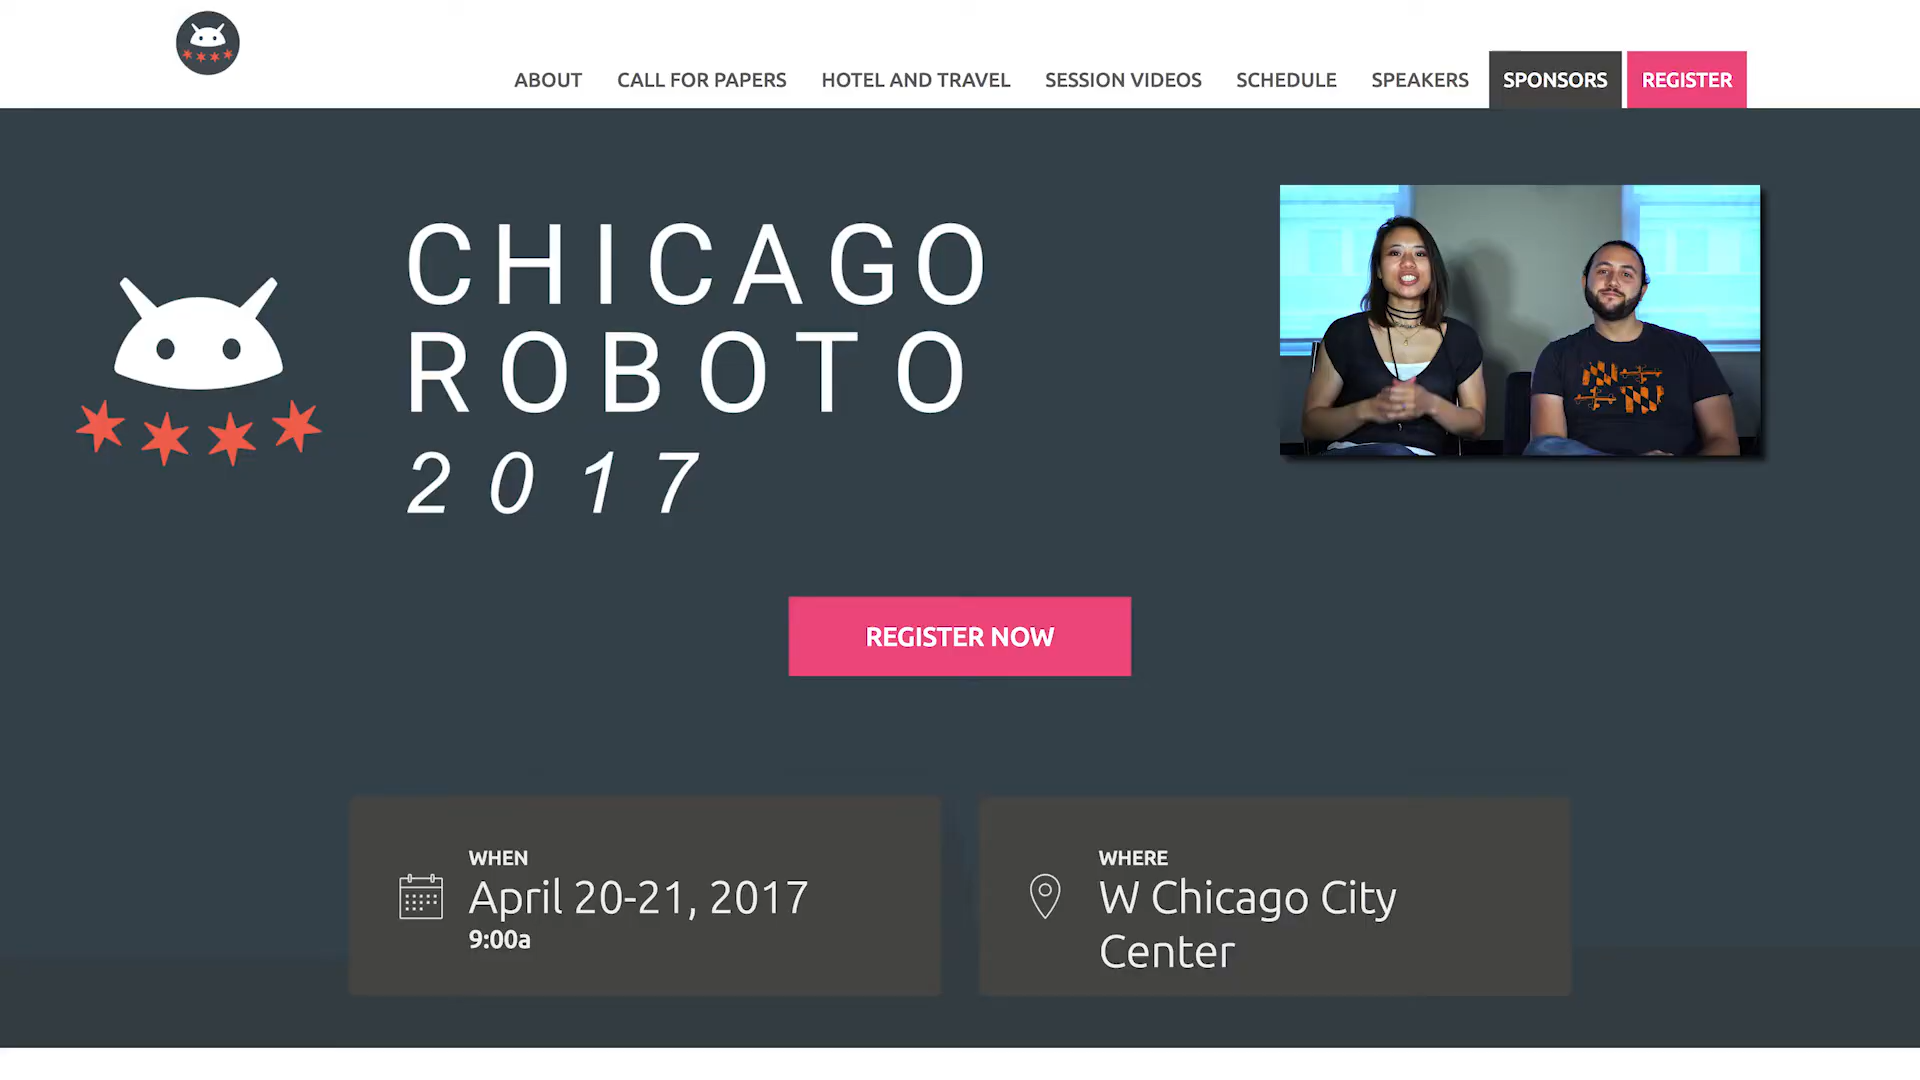 ABOUT CALL FOR PAPERS HOTEL AND TRAVEL SESSION VIDEOS SCHEDULE SPEAKERS SPONSORS REGISTER
CHICAGO
ROBOTO
2017
REGISTER NOW
WHEN
April 20-21, 2017
9:00a
WHERE
W Chicago City
Center